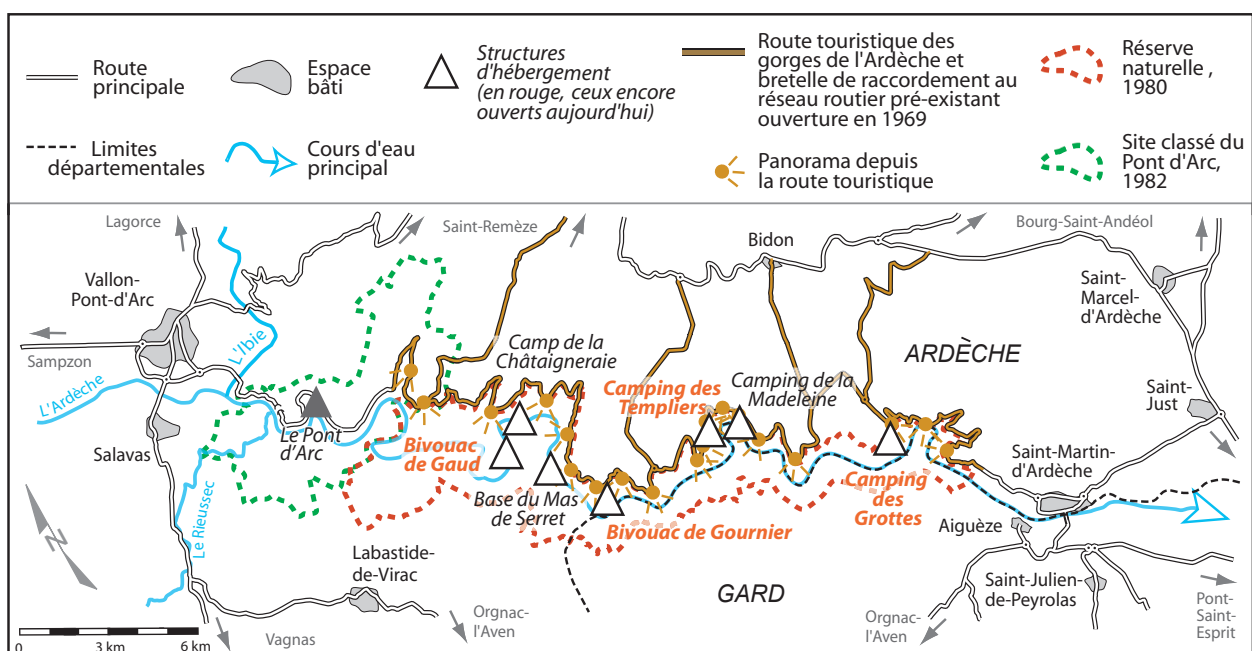 Route
principale
Espace
bâti
Structures
d'hébergement
(en rouge, ceux encore
ouverts aujourd'hui)
Route touristique des
gorges de l'Ardèche et
bretelle de raccordement au
réseau routier pré-existant
ouverture en 1969
Réserve
naturelle ,
1980
Limites
départementales
Cours d'eau
principal
Panorama depuis
la route touristique
Site classé du
Pont d'Arc,
1982
Lagorce
Saint-Remèze
Bourg-Saint-Andéol
Bidon
Vallon-
Pont-d'Arc
Saint-
Marcel-
d'Ardèche
L'Ibie
Camp de la
Châtaigneraie
ARDÈCHE
Sampzon
L'Ardèche
Camping des
Templiers
Camping de la
Madeleine
Saint-
Just
Le Pont
d'Arc
Salavas
Bivouac
de Gaud
Saint-Martin-
d'Ardèche
Camping
des
Grottes
Base du Mas
de Serret
Bivouac de Gournier
Aiguèze
Le Rieussec
N
Labastide-
de-Virac
GARD
Saint-Julien-
de-Peyrolas
Orgnac-
l'Aven
Orgnac-
l'Aven
Pont-
Saint-
Esprit
Vagnas
0 3 km 6 km